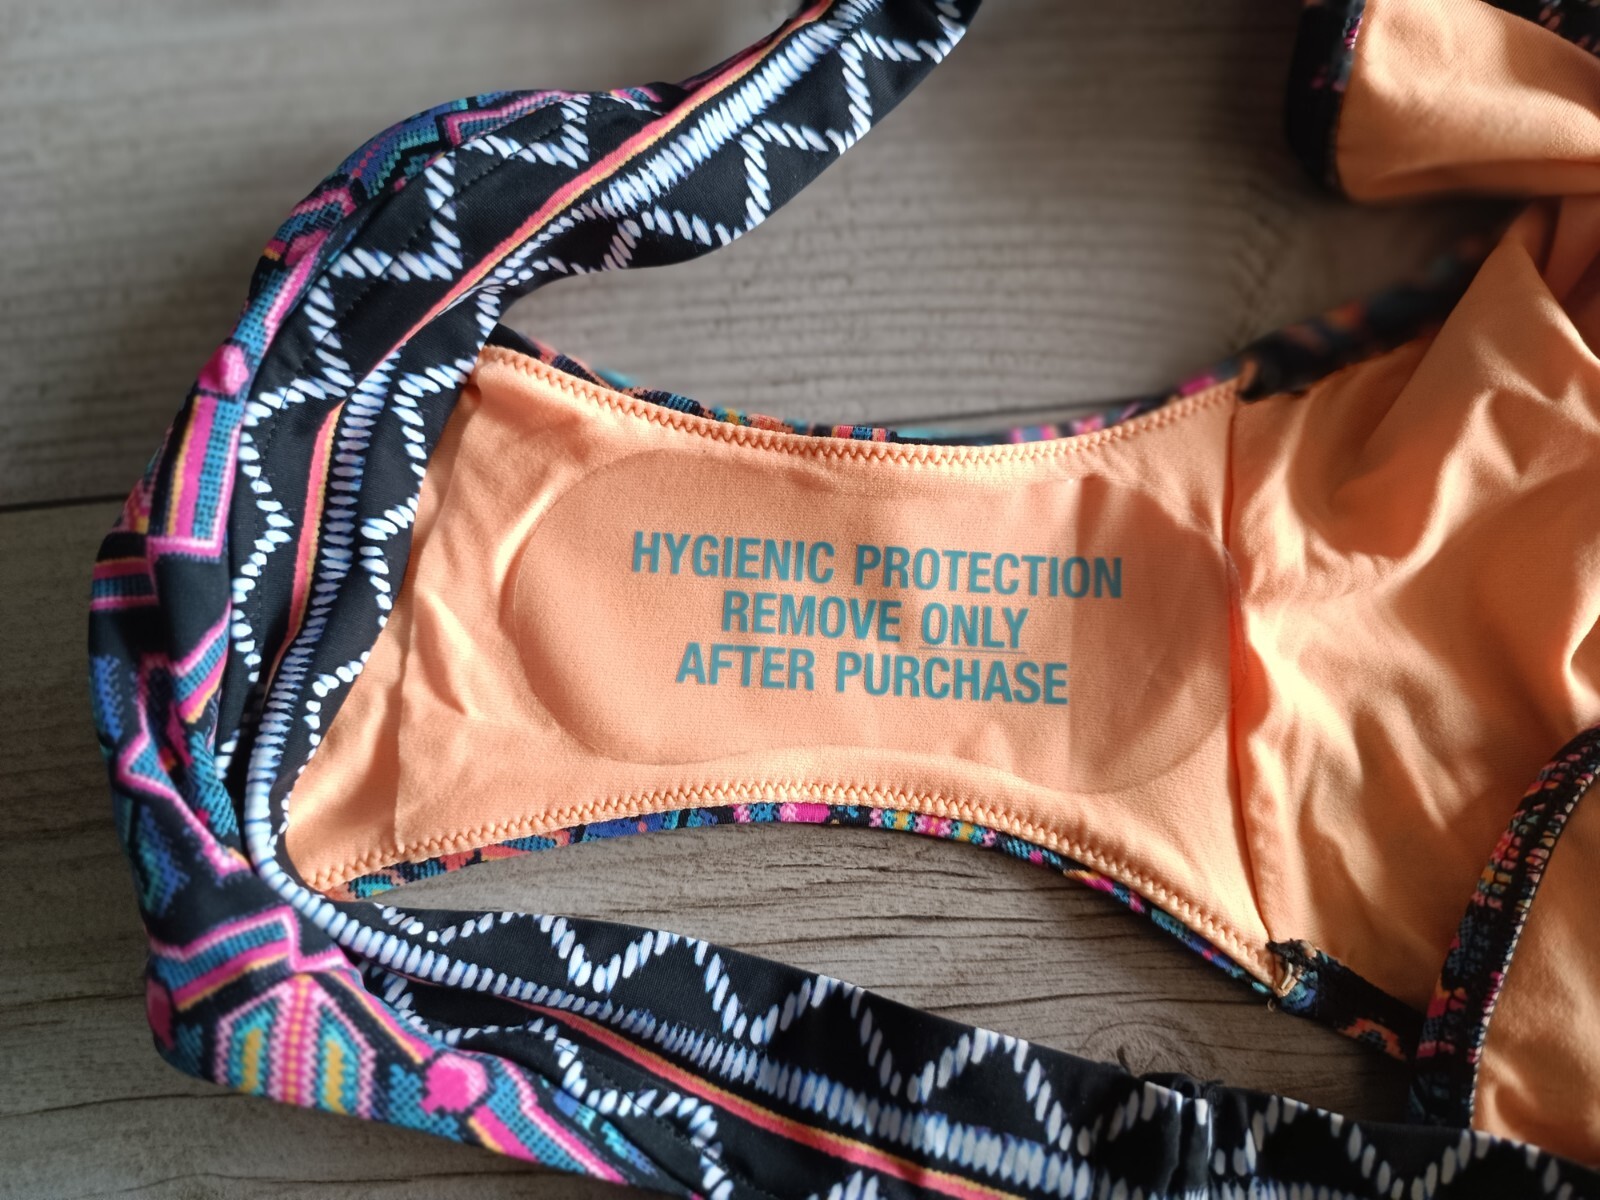 HYGIENIC PROTECTION
REMOVE ONLY
AFTER PURCHASE